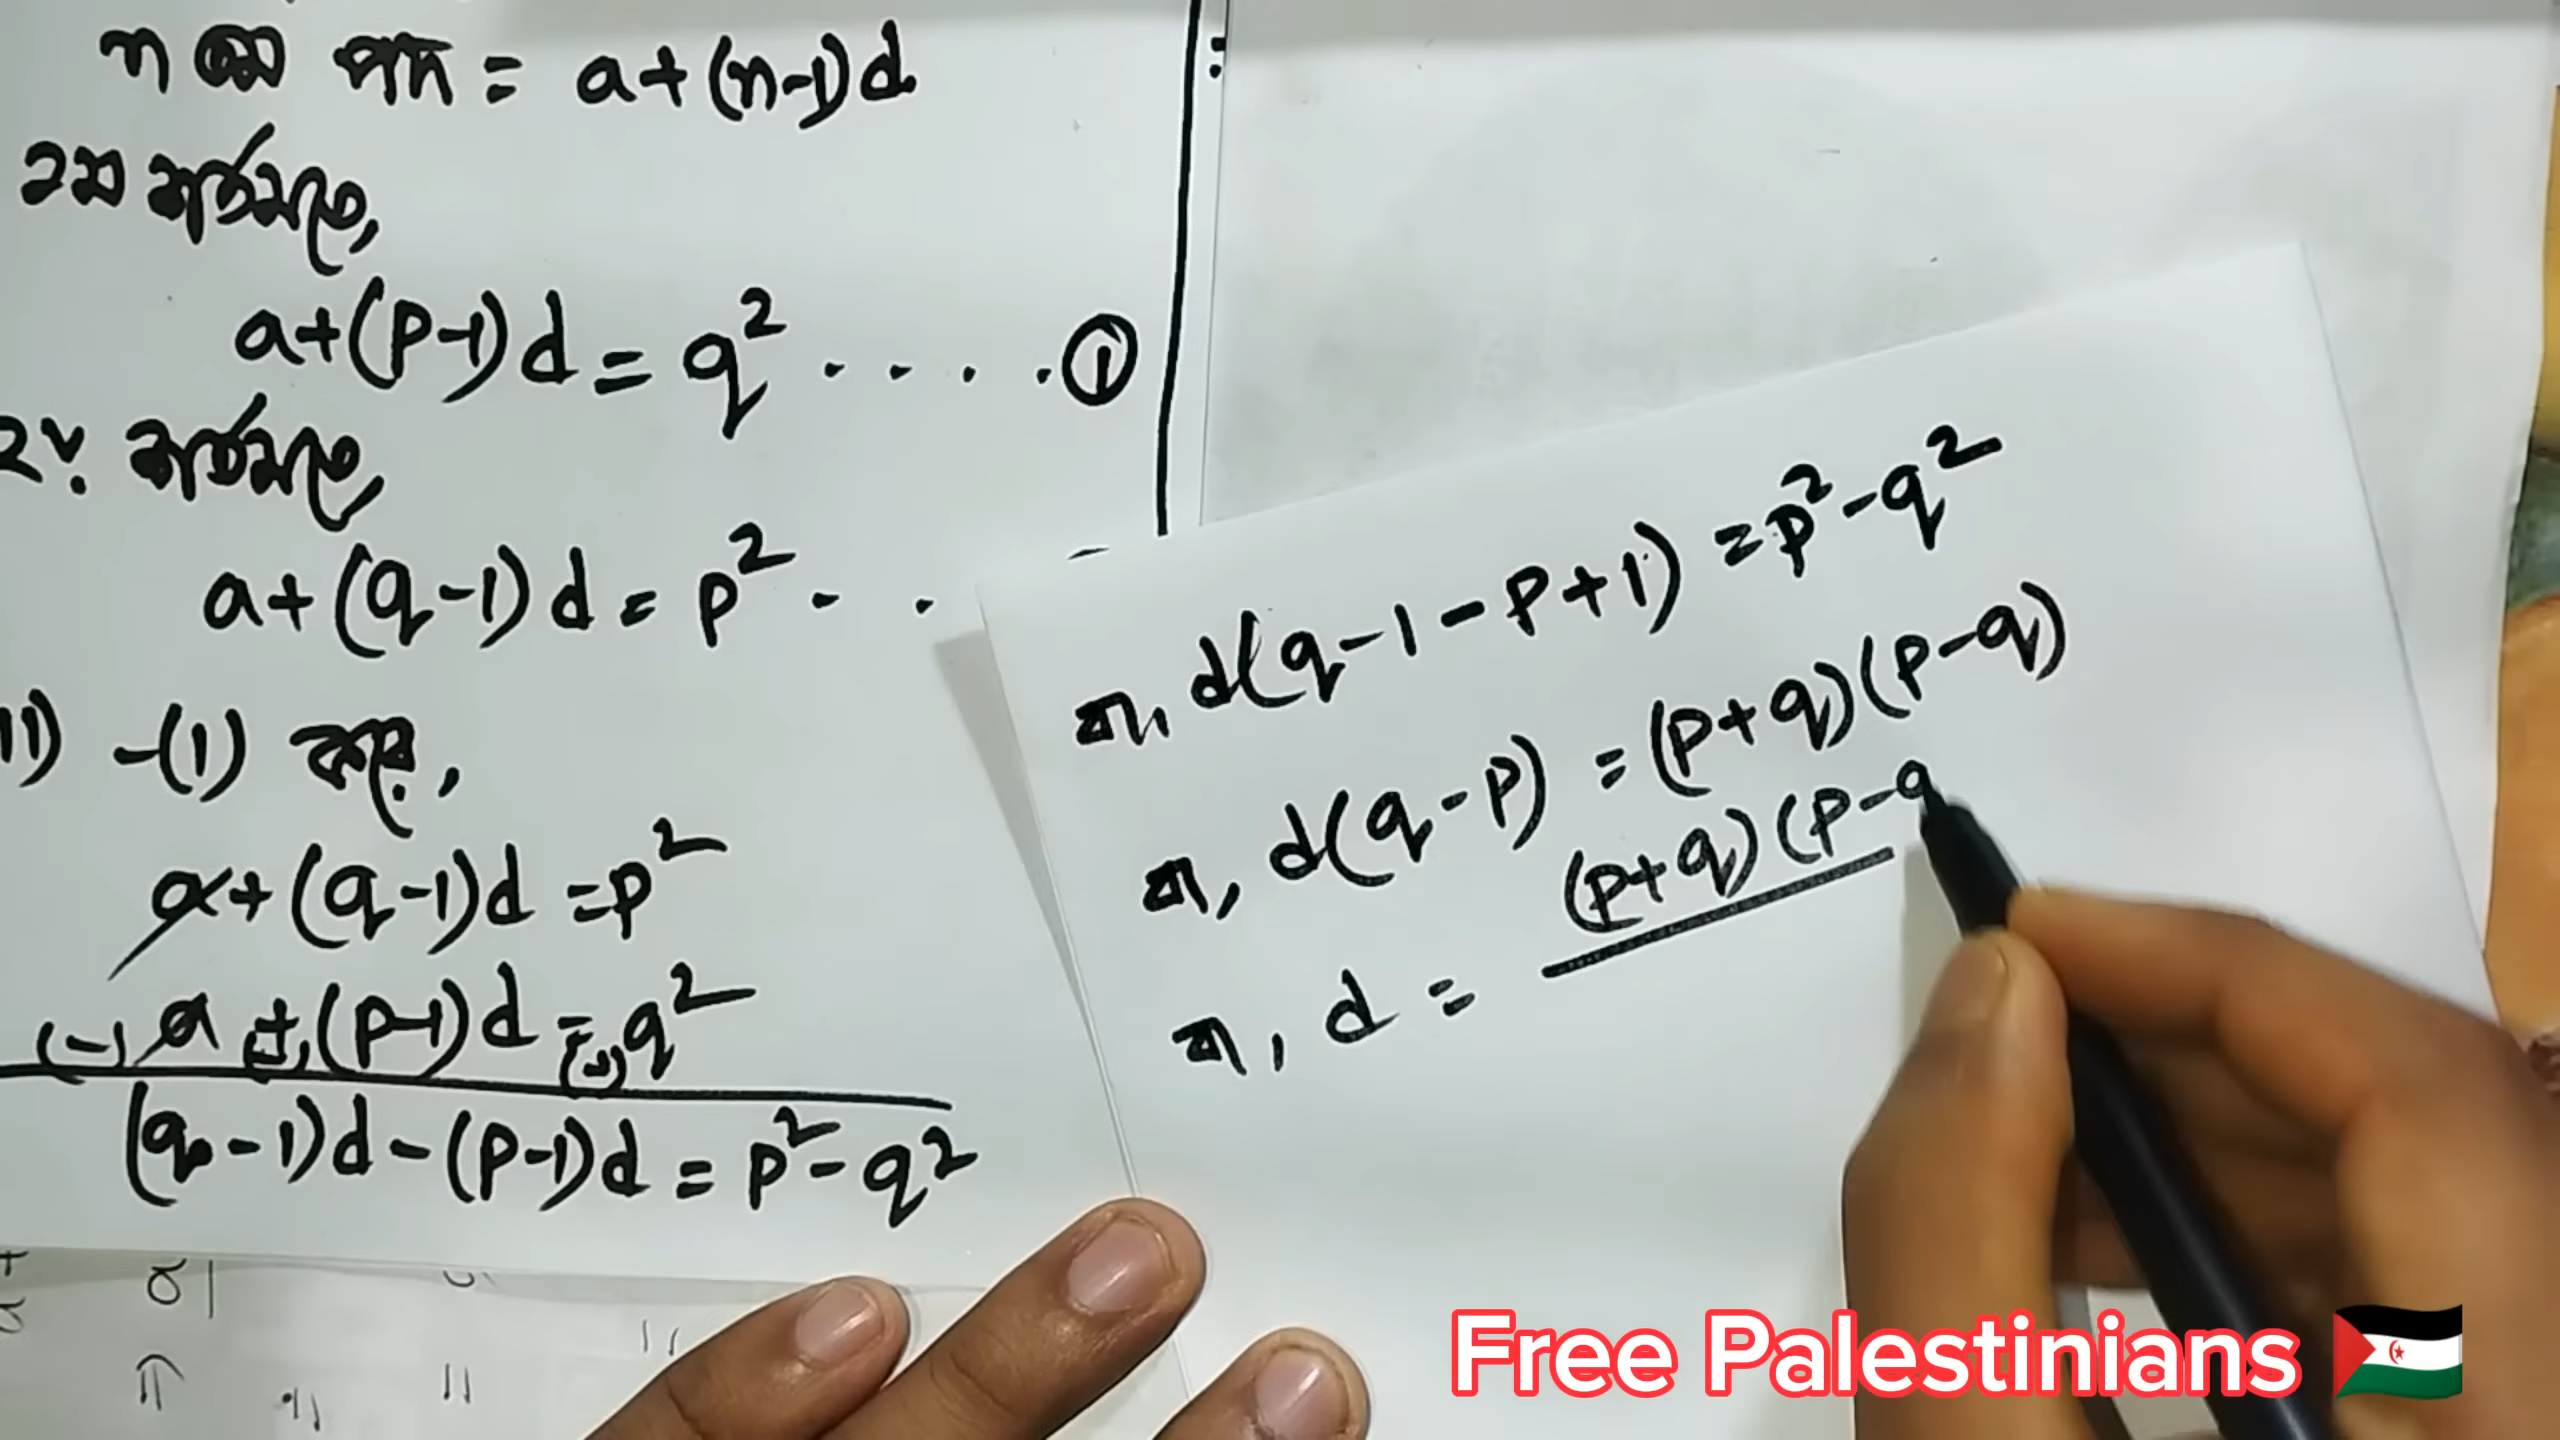 n তম পদ = a+(n-1)d
১ম শর্তমতে,
a+(p-1)d = q² .... ①
২য় শর্তমতে,
a+(q-1)d = p² . .
11) -(1) করে,
a+(q-1)d = p²
(-) a (+) (p-1)d = (-) q²
(q-1)d-(p-1)d = p²-q²
বা, d(q-1-p+1) = p²-q²
বা, d(q-p) = (p+q)(p-q)
(p+q)(p-q
বা, d =
Free Palestinians